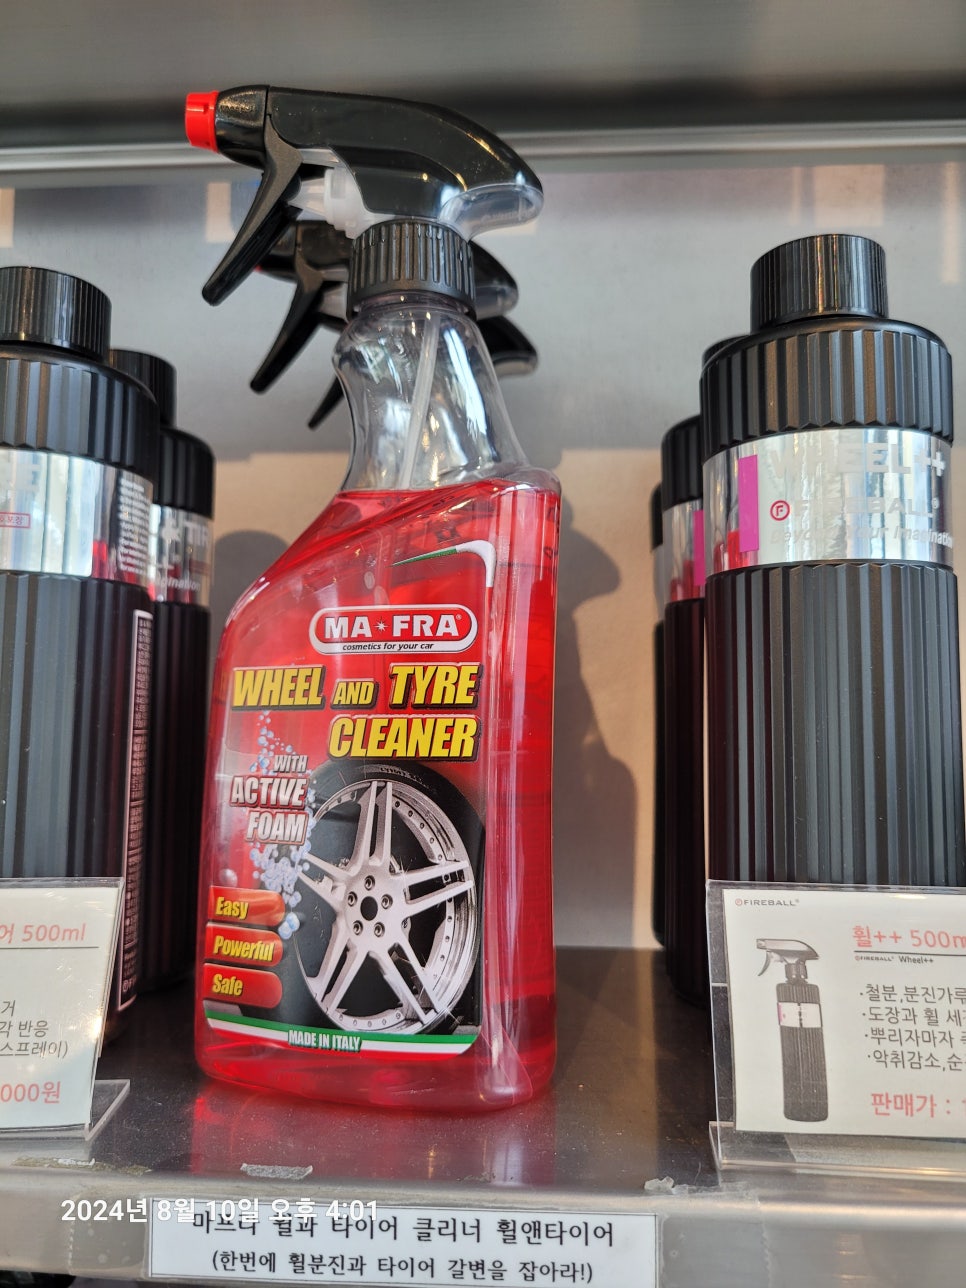 MA★FRA®
cosmetics for your car
WHEEL AND TYRE
CLEANER
WITH
ACTIVE
FOAM
Easy
Powerful
Safe
MADE IN ITALY
WHEEL++
FIREBALL®
Beyond Your Imagination
500ml
각 반응
스프레이)
000원
FIREBALL®
휠++ 500m
FIREBALL® Wheel++
·철분,분진가루
·도장과 휠 세
·뿌리자마자
·악취감소,순
판매가 :
2024년 8월 10일 오후 4:01
마프라 휠과 타이어 클리너 휠앤타이어
(한번에 휠분진과 타이어 갈변을 잡아라!)